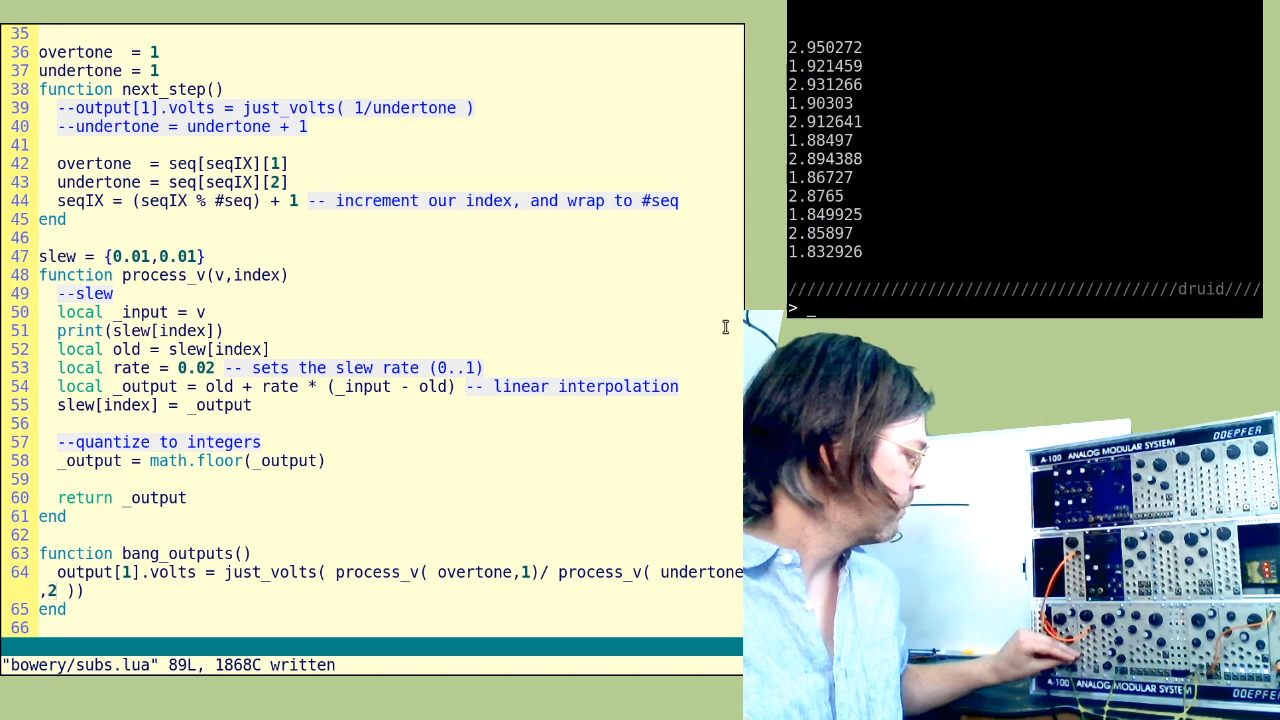 35
36 overtone  = 1
37 undertone = 1
38 function next_step()
39   --output[1].volts = just_volts( 1/undertone )
40   --undertone = undertone + 1
41
42   overtone  = seq[seqIX][1]
43   undertone = seq[seqIX][2]
44   seqIX = (seqIX % #seq) + 1 -- increment our index, and wrap to #seq
45 end
46
47 slew = {0.01,0.01}
48 function process_v(v,index)
49   --slew
50   local _input = v
51   print(slew[index])
52   local old = slew[index]
53   local rate = 0.02 -- sets the slew rate (0..1)
54   local _output = old + rate * (_input - old) -- linear interpolation
55   slew[index] = _output
56
57   --quantize to integers
58   _output = math.floor(_output)
59
60   return _output
61 end
62
63 function bang_outputs()
64   output[1].volts = just_volts( process_v( overtone,1)/ process_v( undertone
,2 ))
65 end
66
"bowery/subs.lua" 89L, 1868C written
2.950272
1.921459
2.931266
1.90303
2.912641
1.88497
2.894388
1.86727
2.8765
1.849925
2.85897
1.832926
//////////////////////////////////////////druid////
> _
A-100 ANALOG MODULAR SYSTEM DOEPFER
A-100 ANALOG MODULAR SYSTEM DOEPFER